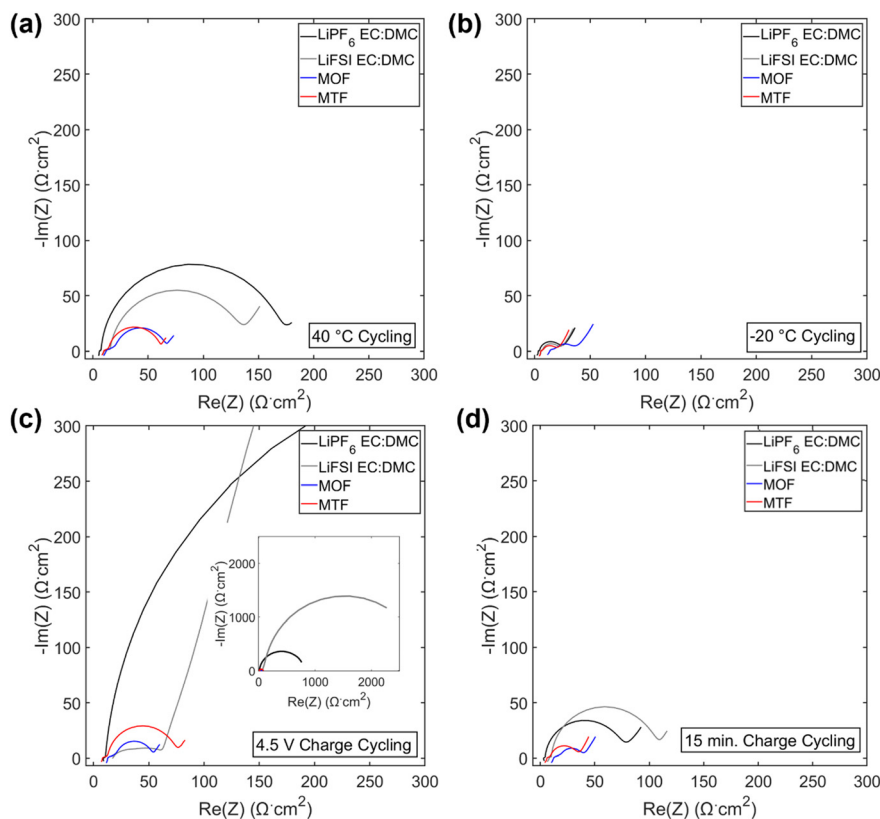 (a)
300
250
200
150
100
50
0
-Im(Z) (Ω·cm²)
LiPF₆ EC:DMC
LiFSI EC:DMC
MOF
MTF
40 °C Cycling
0 50 100 150 200 250 300
Re(Z) (Ω·cm²)
(b)
300
250
200
150
100
50
0
-Im(Z) (Ω·cm²)
LiPF₆ EC:DMC
LiFSI EC:DMC
MOF
MTF
-20 °C Cycling
0 50 100 150 200 250 300
Re(Z) (Ω·cm²)
(c)
300
250
200
150
100
50
0
-Im(Z) (Ω·cm²)
LiPF₆ EC:DMC
LiFSI EC:DMC
MOF
MTF
2000
1000
0
-Im(Z) (Ω·cm²)
0 1000 2000
Re(Z) (Ω·cm²)
4.5 V Charge Cycling
0 50 100 150 200 250 300
Re(Z) (Ω·cm²)
(d)
300
250
200
150
100
50
0
-Im(Z) (Ω·cm²)
LiPF₆ EC:DMC
LiFSI EC:DMC
MOF
MTF
15 min. Charge Cycling
0 50 100 150 200 250 300
Re(Z) (Ω·cm²)